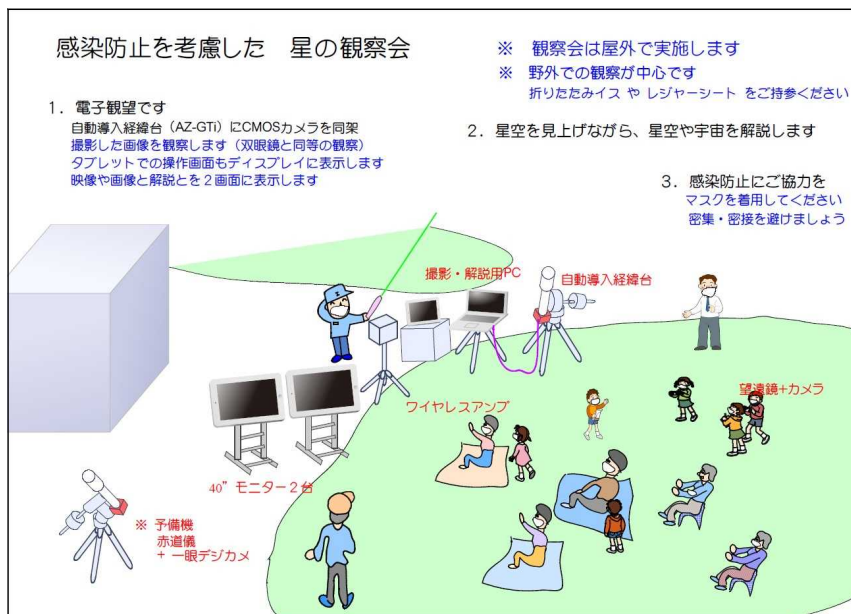 感染防止を考慮した　星の観察会
※　観察会は屋外で実施します
※　野外での観察が中心です
折りたたみイス や レジャーシート をご持参ください
1．電子観望です
自動導入経緯台（AZ-GTi）にCMOSカメラを同架
撮影した画像を観察します（双眼鏡と同等の観察）
タブレットでの操作画面もディスプレイに表示します
映像や画像と解説とを２画面に表示します
2．星空を見上げながら、星空や宇宙を解説します
3．感染防止にご協力を
マスクを着用してください
密集・密接を避けましょう
撮影・解説用PC
自動導入経緯台
ワイヤレスアンプ
望遠鏡+カメラ
40”モニター２台
※ 予備機
赤道儀
+ 一眼デジカメ